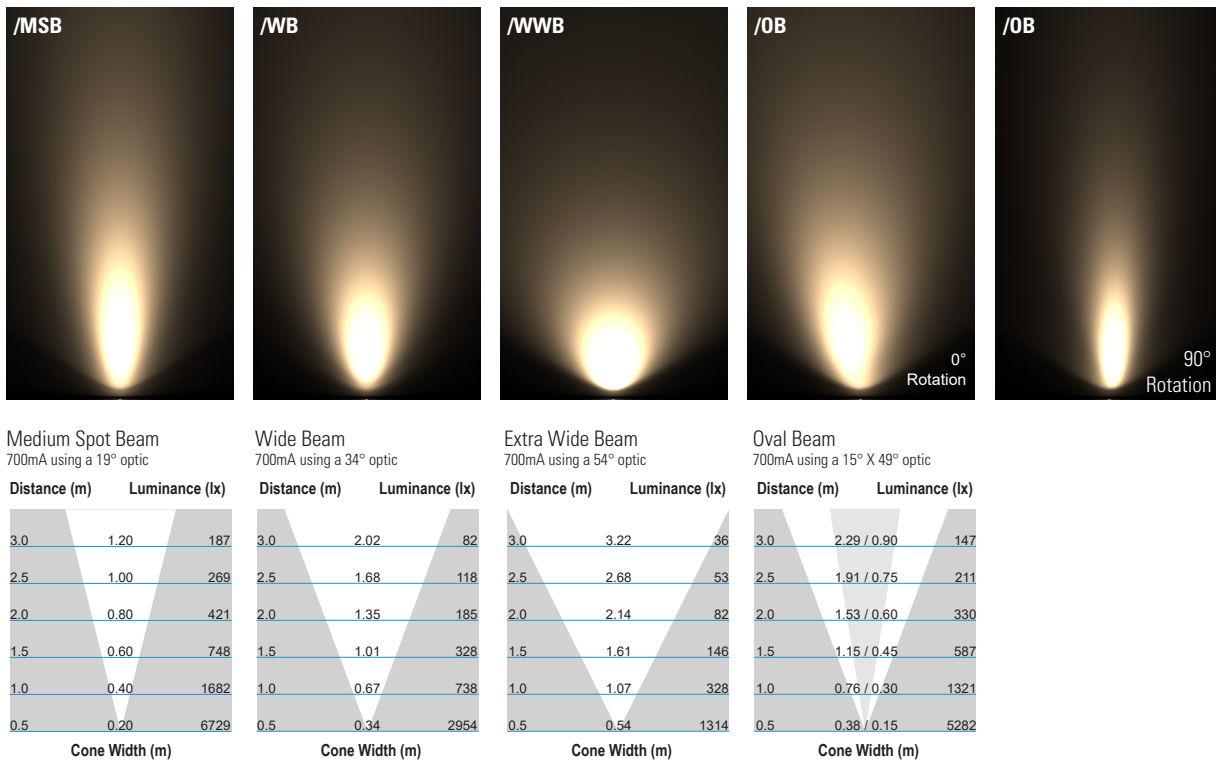 /MSB
/WB
/WWB
/OB
0°
Rotation
/OB
90°
Rotation
Medium Spot Beam
700mA using a 19° optic
Distance (m) Luminance (lx)
3.0 1.20 187
2.5 1.00 269
2.0 0.80 421
1.5 0.60 748
1.0 0.40 1682
0.5 0.20 6729
Cone Width (m)
Wide Beam
700mA using a 34° optic
Distance (m) Luminance (lx)
3.0 2.02 82
2.5 1.68 118
2.0 1.35 185
1.5 1.01 328
1.0 0.67 738
0.5 0.34 2954
Cone Width (m)
Extra Wide Beam
700mA using a 54° optic
Distance (m) Luminance (lx)
3.0 3.22 36
2.5 2.68 53
2.0 2.14 82
1.5 1.61 146
1.0 1.07 328
0.5 0.54 1314
Cone Width (m)
Oval Beam
700mA using a 15° X 49° optic
Distance (m) Luminance (lx)
3.0 2.29 / 0.90 147
2.5 1.91 / 0.75 211
2.0 1.53 / 0.60 330
1.5 1.15 / 0.45 587
1.0 0.76 / 0.30 1321
0.5 0.38 / 0.15 5282
Cone Width (m)